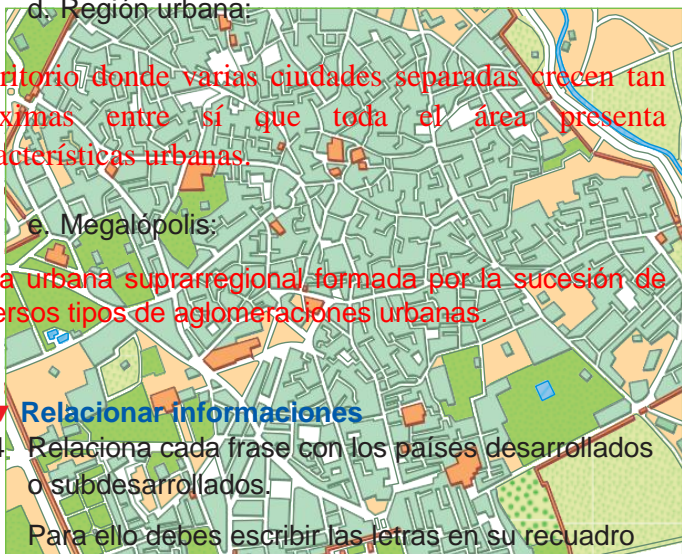 d. Región urbana:
ritorio donde varias ciudades separadas crecen tan
ximas entre sí que toda el área presenta
acterísticas urbanas.
e. Megalópolis:
a urbana suprarregional formada por la sucesión de
ersos tipos de aglomeraciones urbanas.
Relacionar informaciones
4. Relaciona cada frase con los países desarrollados
o subdesarrollados.
Para ello debes escribir las letras en su recuadro